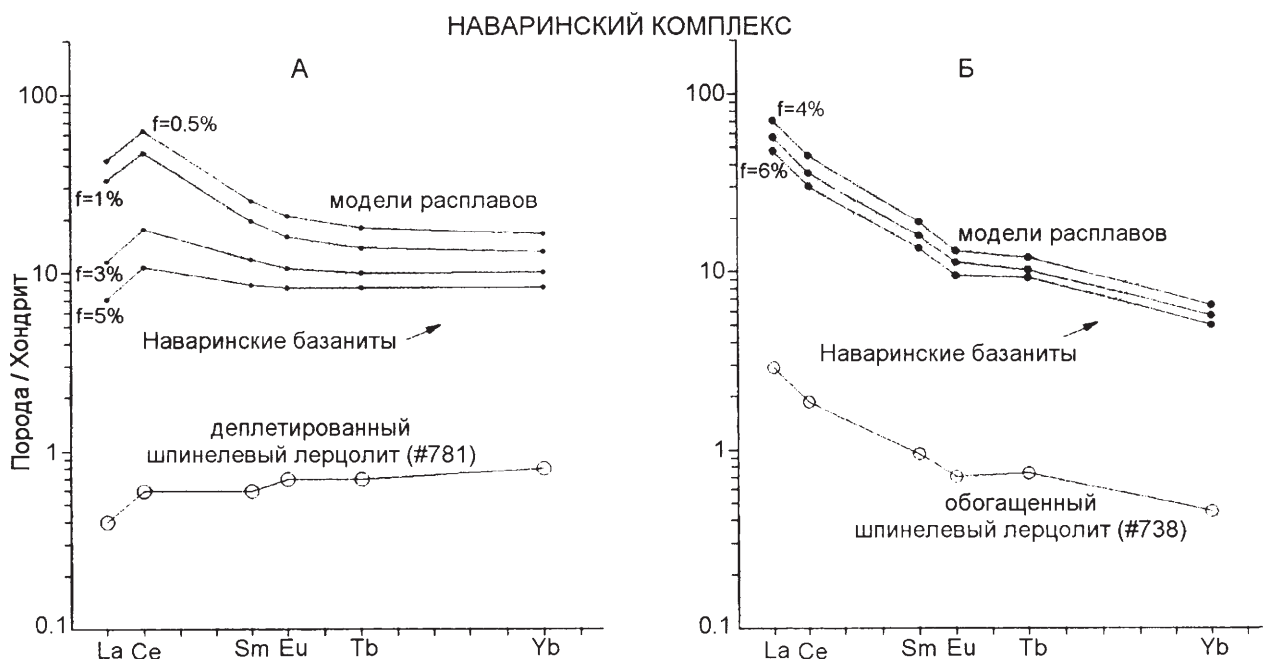 НАВАРИНСКИЙ КОМПЛЕКС
А
Порода / Хондрит
100
10
1
0.1
f=0.5%
f=1%
f=3%
f=5%
модели расплавов
Наваринские базаниты
деплетированный
шпинелевый лерцолит (#781)
La Ce Sm Eu Tb Yb
Б
100
10
1
0.1
f=4%
f=6%
модели расплавов
Наваринские базаниты
обогащенный
шпинелевый лерцолит (#738)
La Ce Sm Eu Tb Yb